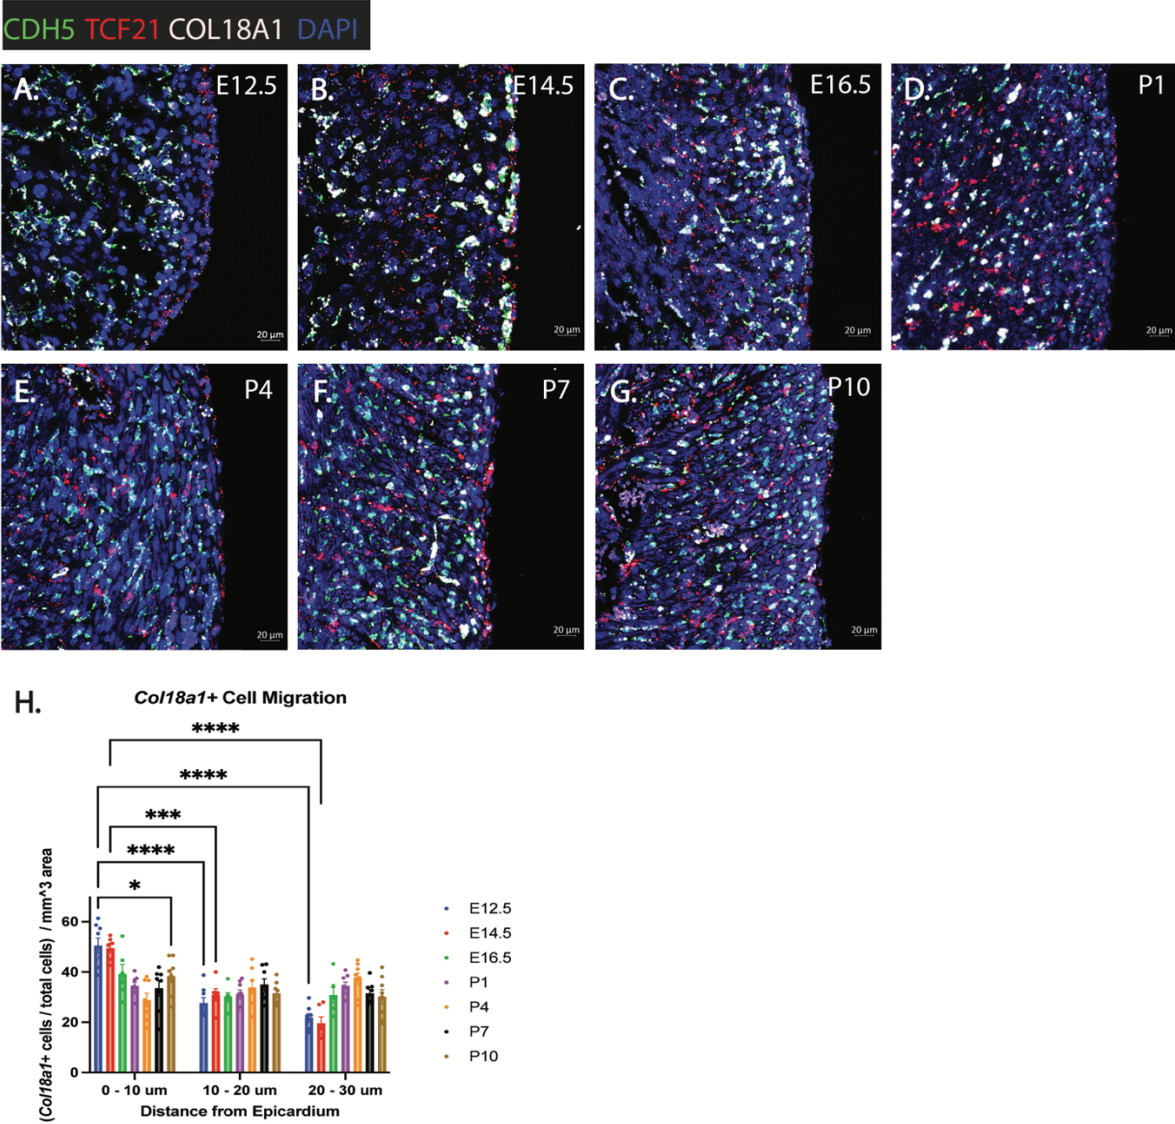 CDH5 TCF21 COL18A1 DAPI
A. E12.5
20 µm
B. E14.5
20 µm
C. E16.5
20 µm
D. P1
20 µm
E. P4
20 µm
F. P7
20 µm
G. P10
20 µm
H. Col18a1+ Cell Migration
****
****
***
****
*
(Col18a1+ cells / total cells) / mm^3 area
60
40
20
0
0 - 10 um
10 - 20 um
20 - 30 um
Distance from Epicardium
E12.5
E14.5
E16.5
P1
P4
P7
P10